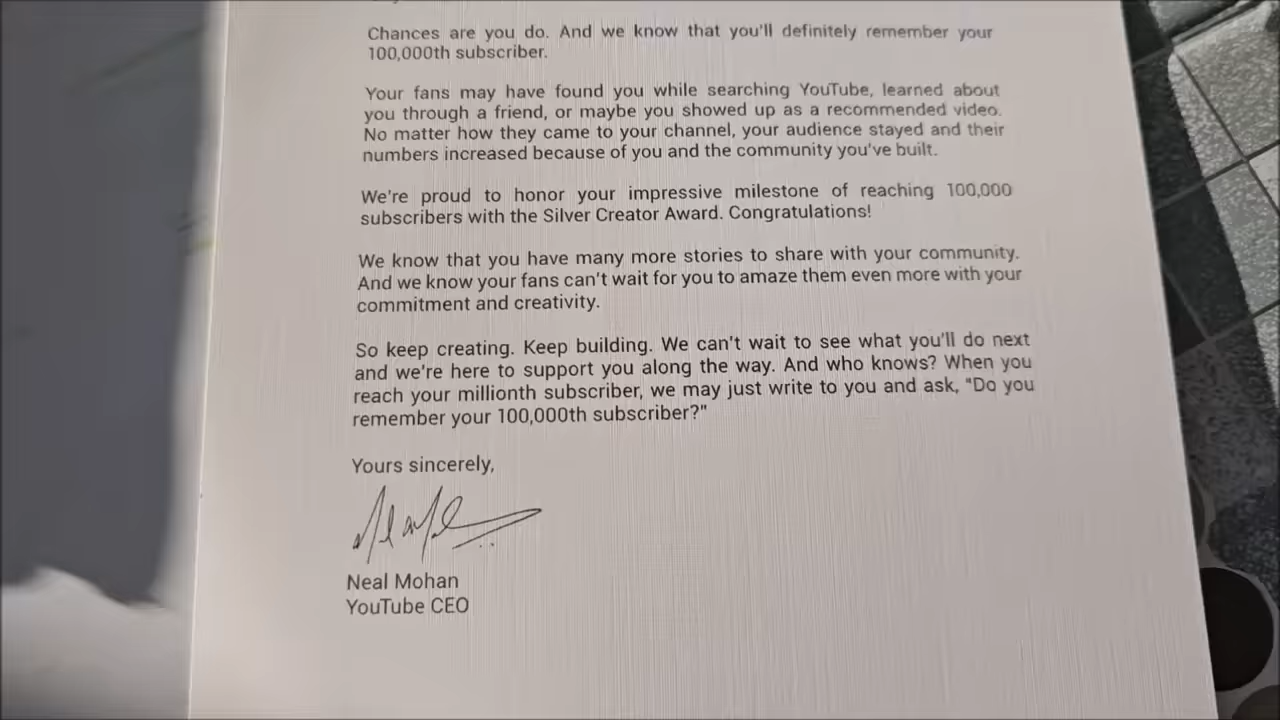 Chances are you do. And we know that you'll definitely remember your
100,000th subscriber.
Your fans may have found you while searching YouTube, learned about
you through a friend, or maybe you showed up as a recommended video.
No matter how they came to your channel, your audience stayed and their
numbers increased because of you and the community you've built.
We're proud to honor your impressive milestone of reaching 100,000
subscribers with the Silver Creator Award. Congratulations!
We know that you have many more stories to share with your community.
And we know your fans can't wait for you to amaze them even more with your
commitment and creativity.
So keep creating. Keep building. We can't wait to see what you'll do next
and we're here to support you along the way. And who knows? When you
reach your millionth subscriber, we may just write to you and ask, "Do you
remember your 100,000th subscriber?"
Yours sincerely,
Neal Mohan
YouTube CEO